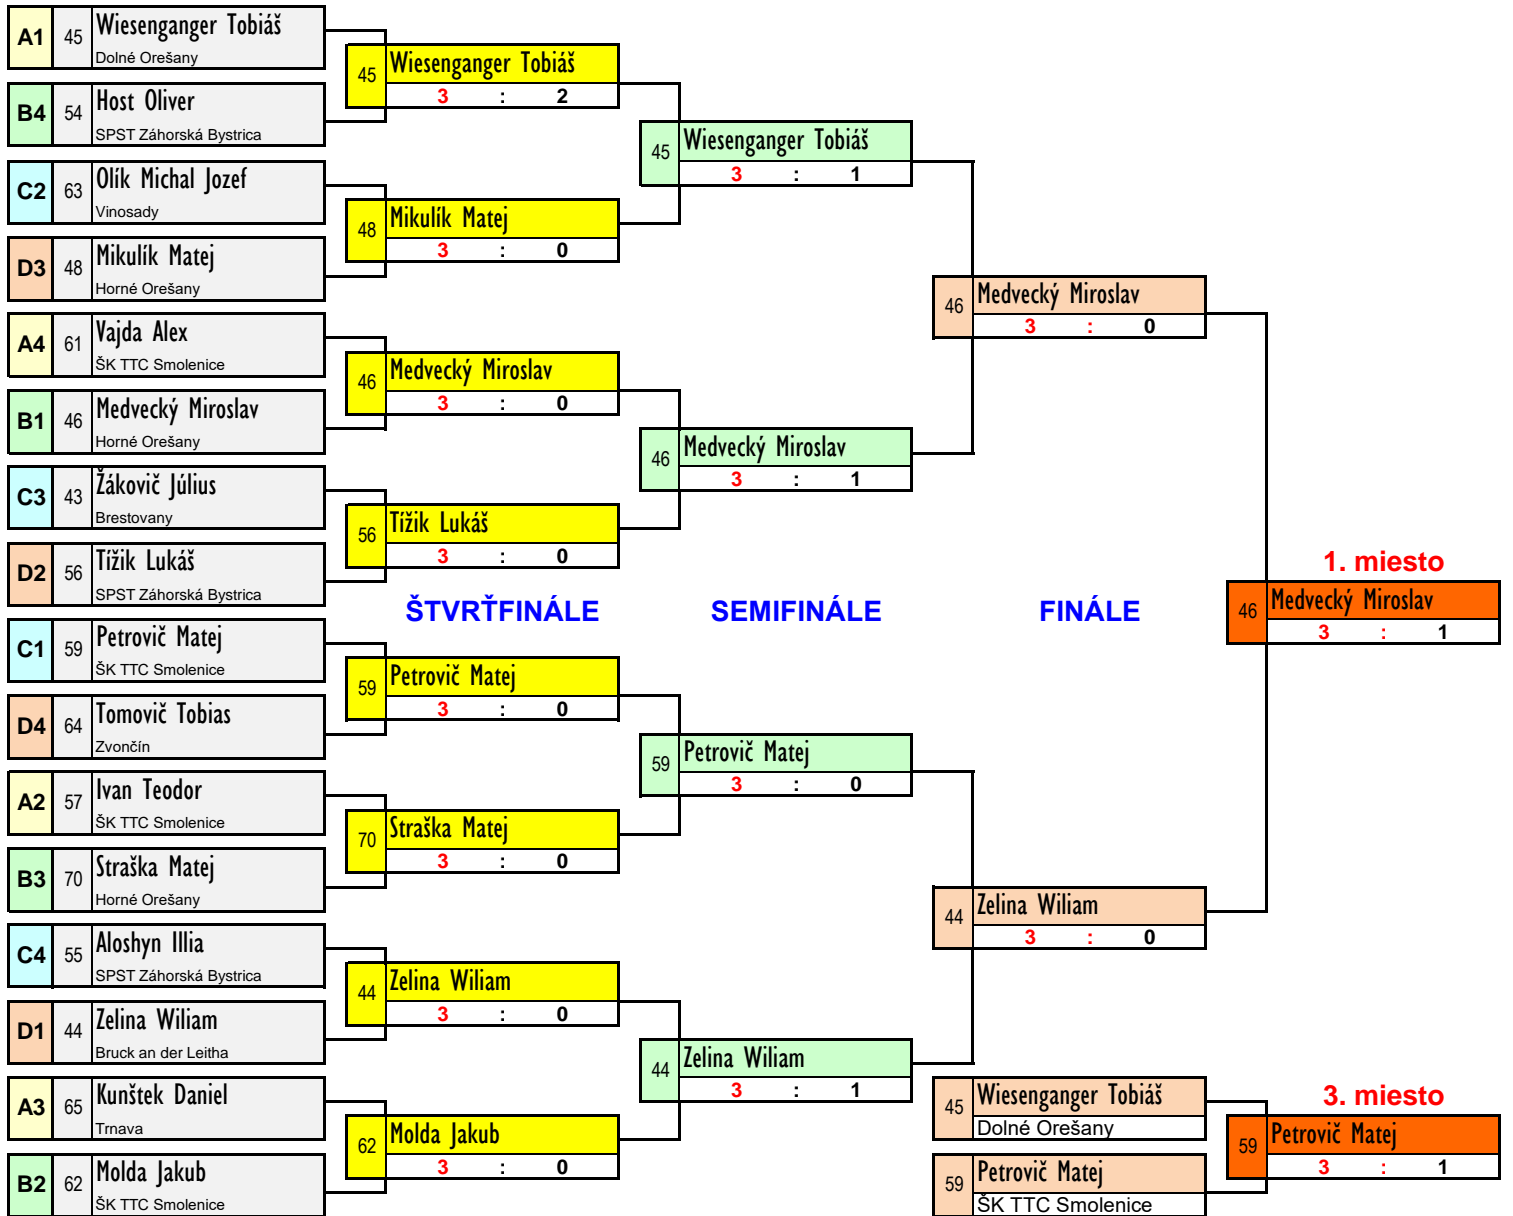 A1 45 Wiesenganger Tobiáš
Dolné Orešany
B4 54 Host Oliver
SPST Záhorská Bystrica
C2 63 Olík Michal Jozef
Vinosady
D3 48 Mikulík Matej
Horné Orešany
A4 61 Vajda Alex
ŠK TTC Smolenice
B1 46 Medvecký Miroslav
Horné Orešany
C3 43 Žákovič Július
Brestovany
D2 56 Tížik Lukáš
SPST Záhorská Bystrica
C1 59 Petrovič Matej
ŠK TTC Smolenice
D4 64 Tomovič Tobias
Zvončín
A2 57 Ivan Teodor
ŠK TTC Smolenice
B3 70 Straška Matej
Horné Orešany
C4 55 Aloshyn Illia
SPST Záhorská Bystrica
D1 44 Zelina Wiliam
Bruck an der Leitha
A3 65 Kunštek Daniel
Trnava
B2 62 Molda Jakub
ŠK TTC Smolenice
45 Wiesenganger Tobiáš
3 : 2
48 Mikulík Matej
3 : 0
46 Medvecký Miroslav
3 : 0
56 Tížik Lukáš
3 : 0
ŠTVRŤFINÁLE
59 Petrovič Matej
3 : 0
70 Straška Matej
3 : 0
44 Zelina Wiliam
3 : 0
62 Molda Jakub
3 : 0
45 Wiesenganger Tobiáš
3 : 1
46 Medvecký Miroslav
3 : 1
SEMIFINÁLE
59 Petrovič Matej
3 : 0
44 Zelina Wiliam
3 : 1
46 Medvecký Miroslav
3 : 0
FINÁLE
44 Zelina Wiliam
3 : 0
45 Wiesenganger Tobiáš
Dolné Orešany
59 Petrovič Matej
ŠK TTC Smolenice
1. miesto
46 Medvecký Miroslav
3 : 1
3. miesto
59 Petrovič Matej
3 : 1